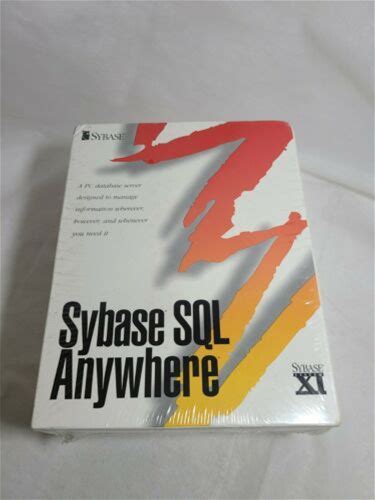 SYBASE
A PC database server
designed to manage
information wherever,
however, and whenever
you need it
Sybase SQL
Anywhere
SYBASE
SYSTEM
XI